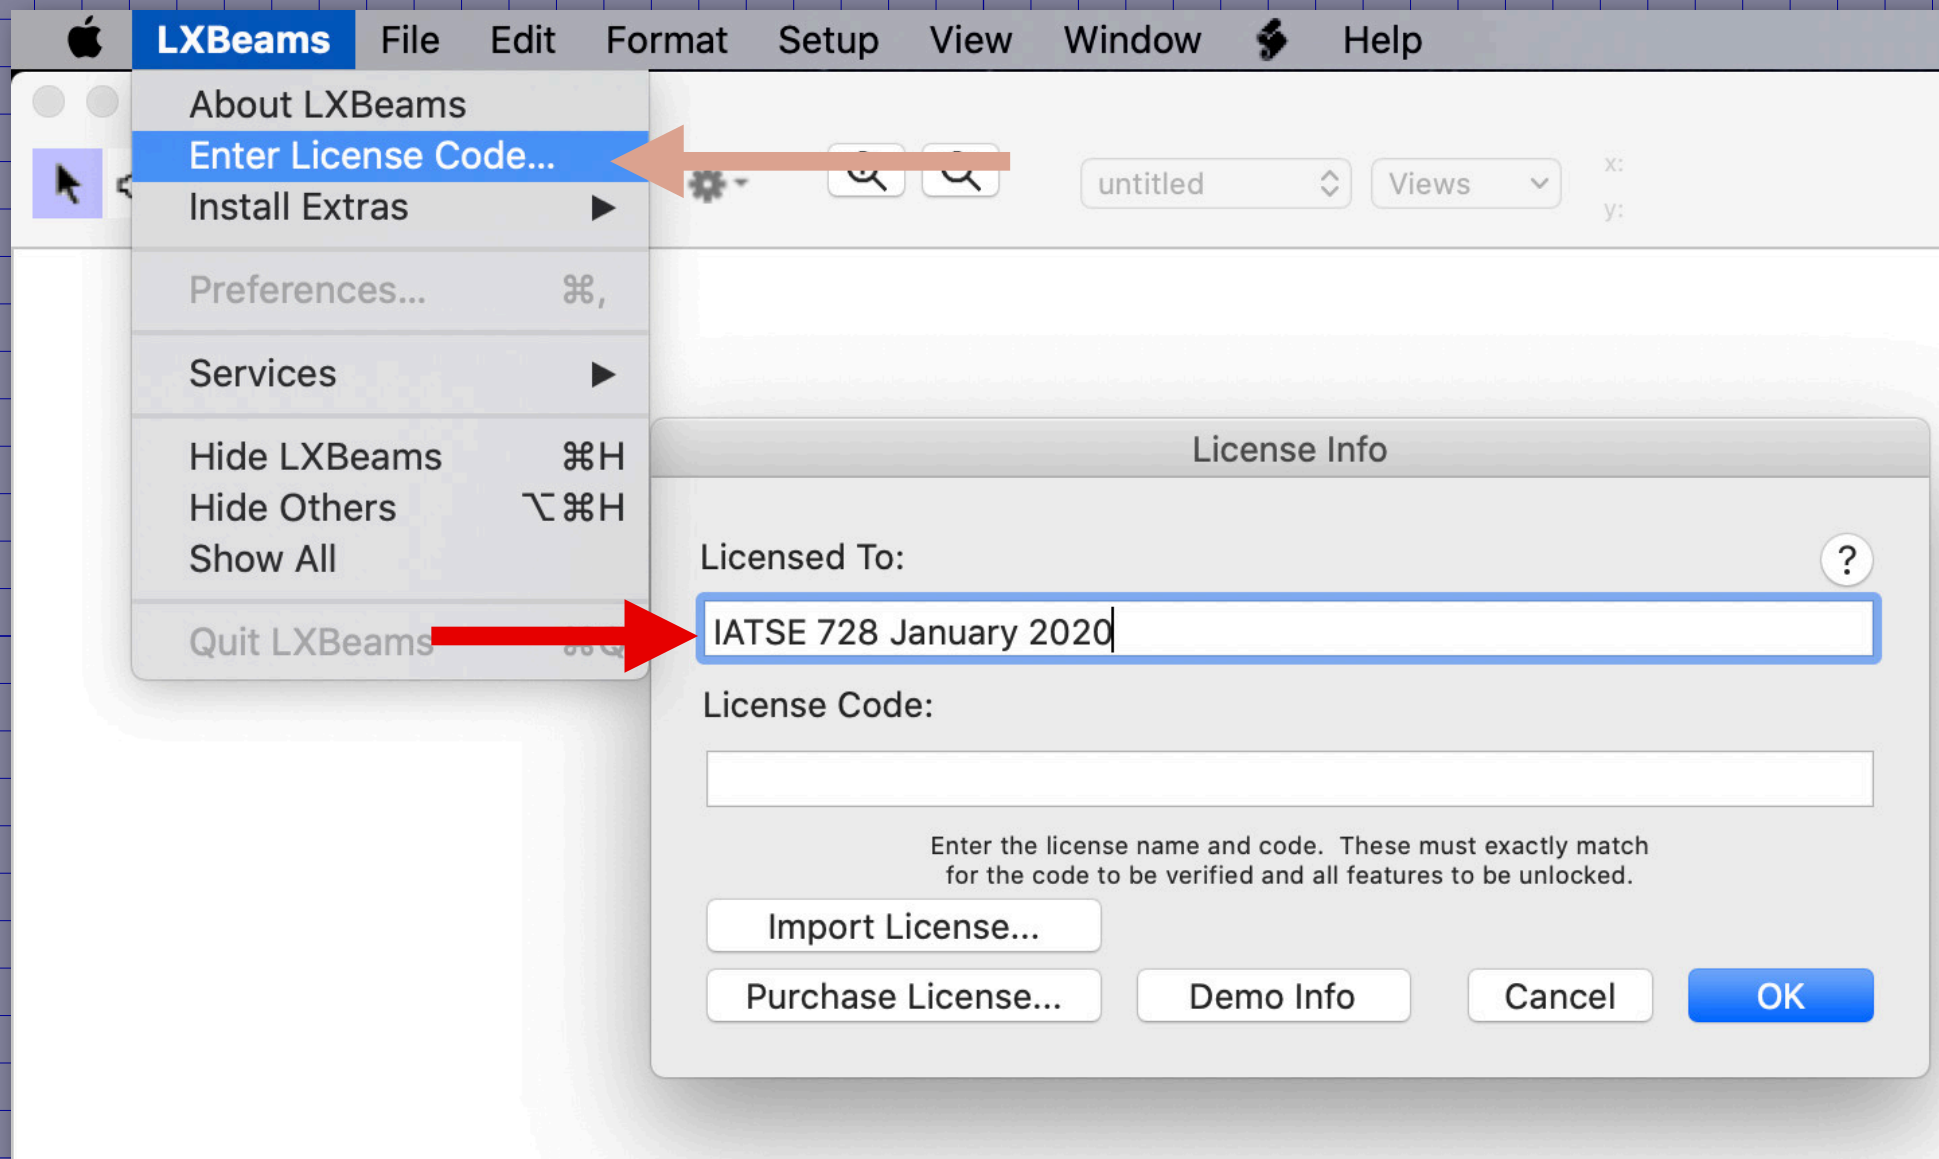 LXBeams File Edit Format Setup View Window Help
About LXBeams
Enter License Code...
Install Extras
Preferences... ⌘,
Services
Hide LXBeams ⌘H
Hide Others ⌥⌘H
Show All
Quit LXBeams ⌘Q
untitled
Views
x:
y:
License Info
Licensed To:
?
IATSE 728 January 2020
License Code:
Enter the license name and code. These must exactly match
for the code to be verified and all features to be unlocked.
Import License...
Purchase License... Demo Info Cancel OK